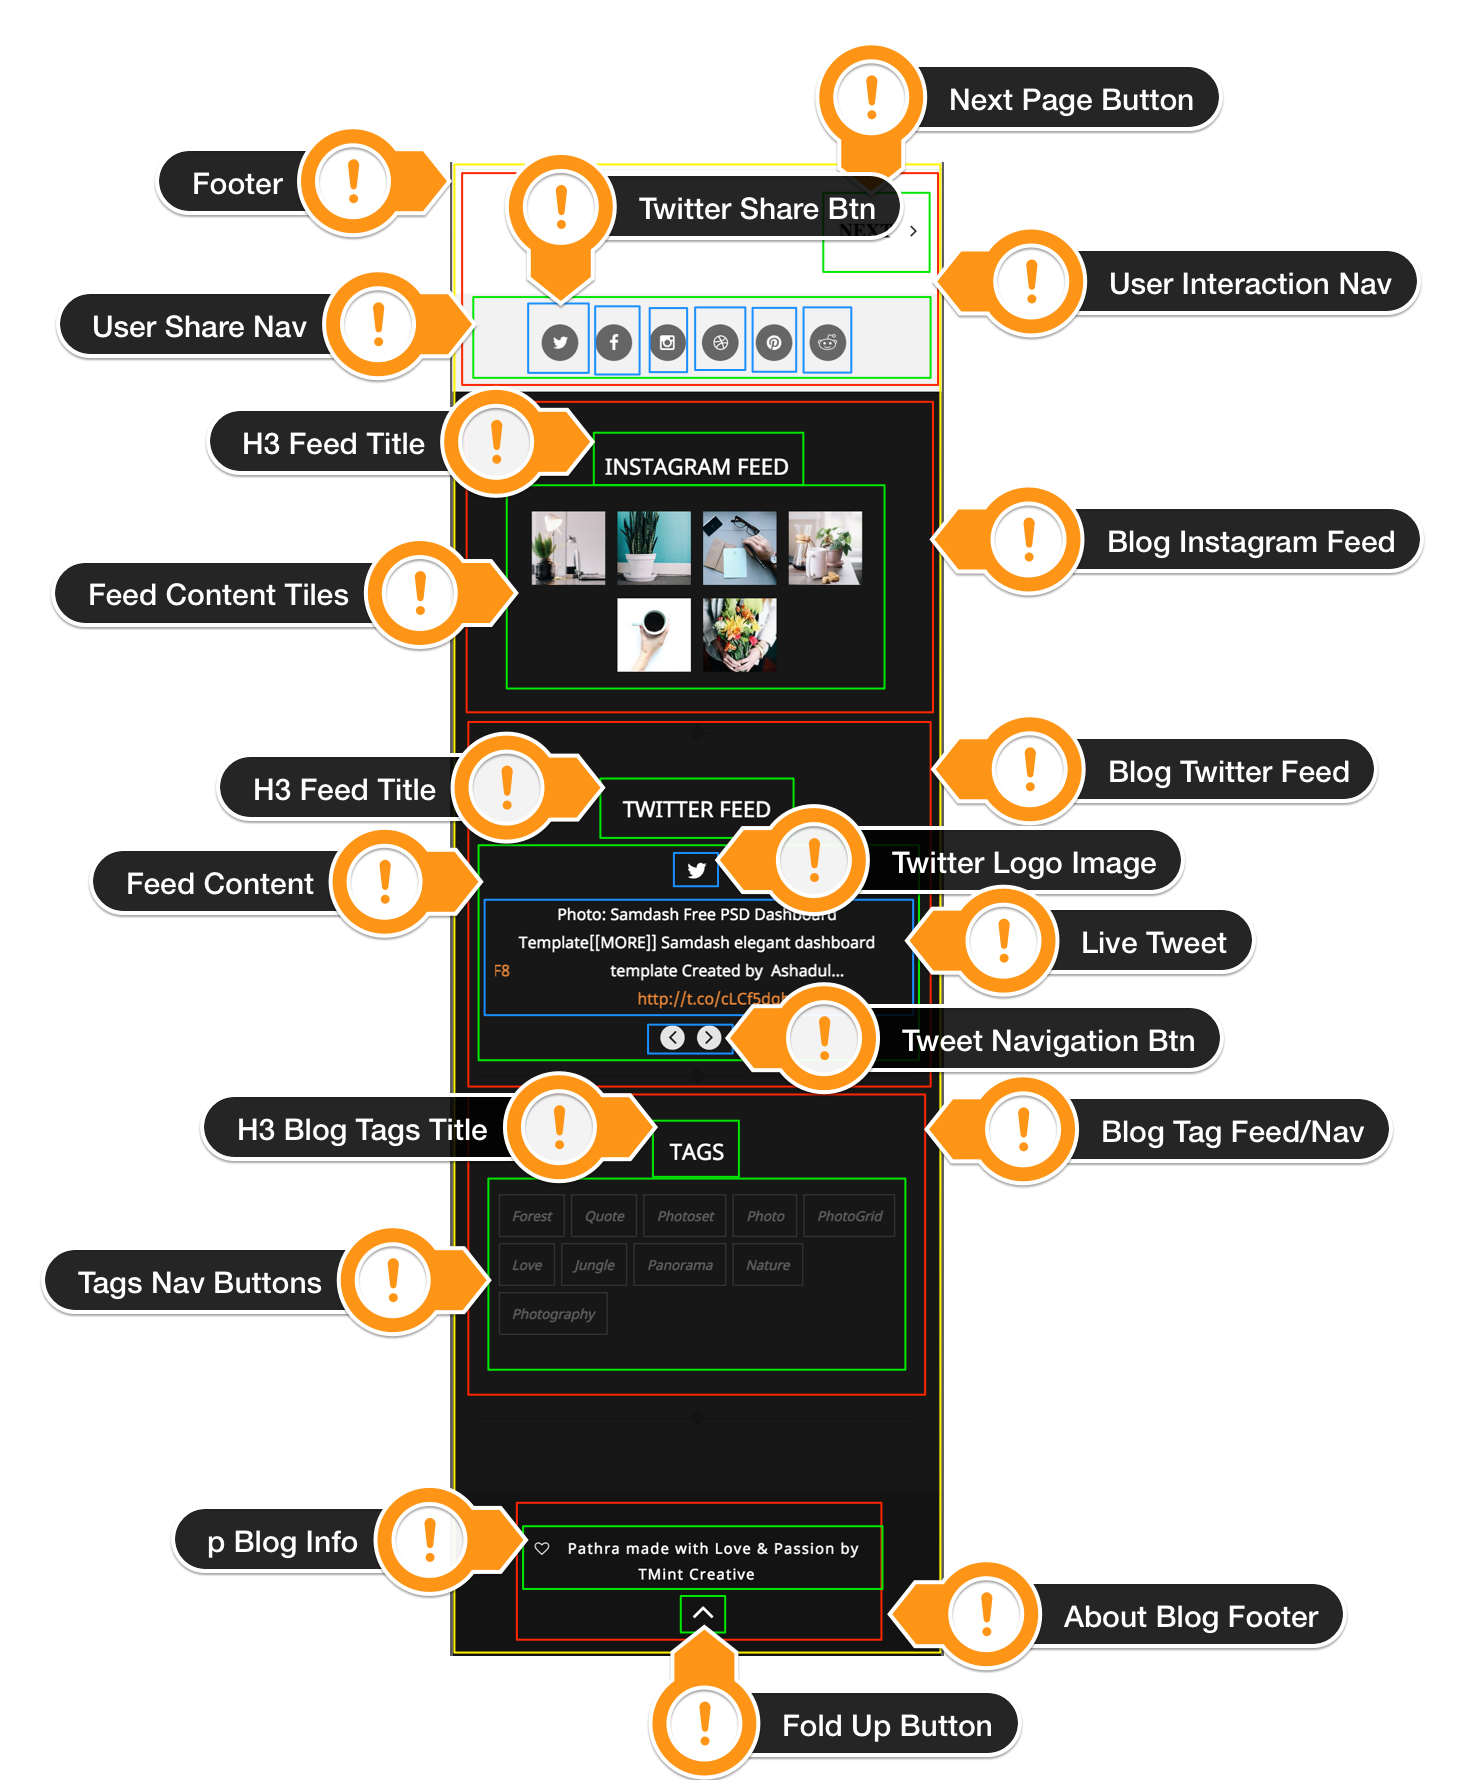 Next Page Button
Footer
Twitter Share Btn
NEXT
User Interaction Nav
User Share Nav
H3 Feed Title
INSTAGRAM FEED
Blog Instagram Feed
Feed Content Tiles
Blog Twitter Feed
H3 Feed Title
TWITTER FEED
Twitter Logo Image
Feed Content
Photo: Samdash Free PSD Dashboard
Live Tweet
Template[[MORE]] Samdash elegant dashboard
F8 template Created by Ashadul...
http://t.co/cLCf5dgh
Tweet Navigation Btn
H3 Blog Tags Title
Blog Tag Feed/Nav
TAGS
Forest Quote Photoset Photo PhotoGrid
Love Jungle Panorama Nature
Tags Nav Buttons
Photography
p Blog Info
Pathra made with Love & Passion by
TMint Creative
About Blog Footer
Fold Up Button